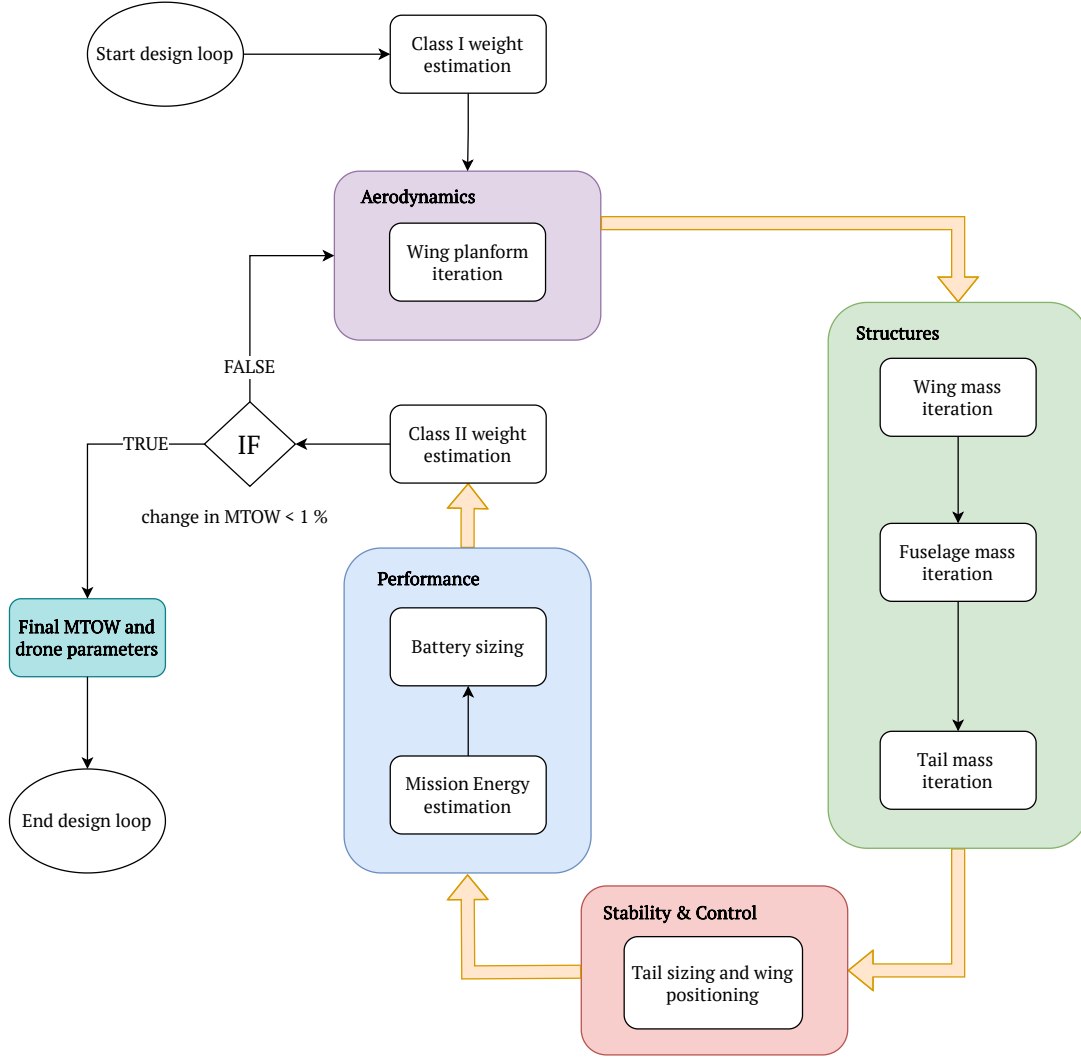 Start design loop
Class I weight
estimation
Aerodynamics
Wing planform
iteration
Structures
Wing mass
iteration
Fuselage mass
iteration
Tail mass
iteration
Stability & Control
Tail sizing and wing
positioning
Performance
Battery sizing
Mission Energy
estimation
Class II weight
estimation
IF
change in MTOW < 1 %
FALSE
TRUE
Final MTOW and
drone parameters
End design loop